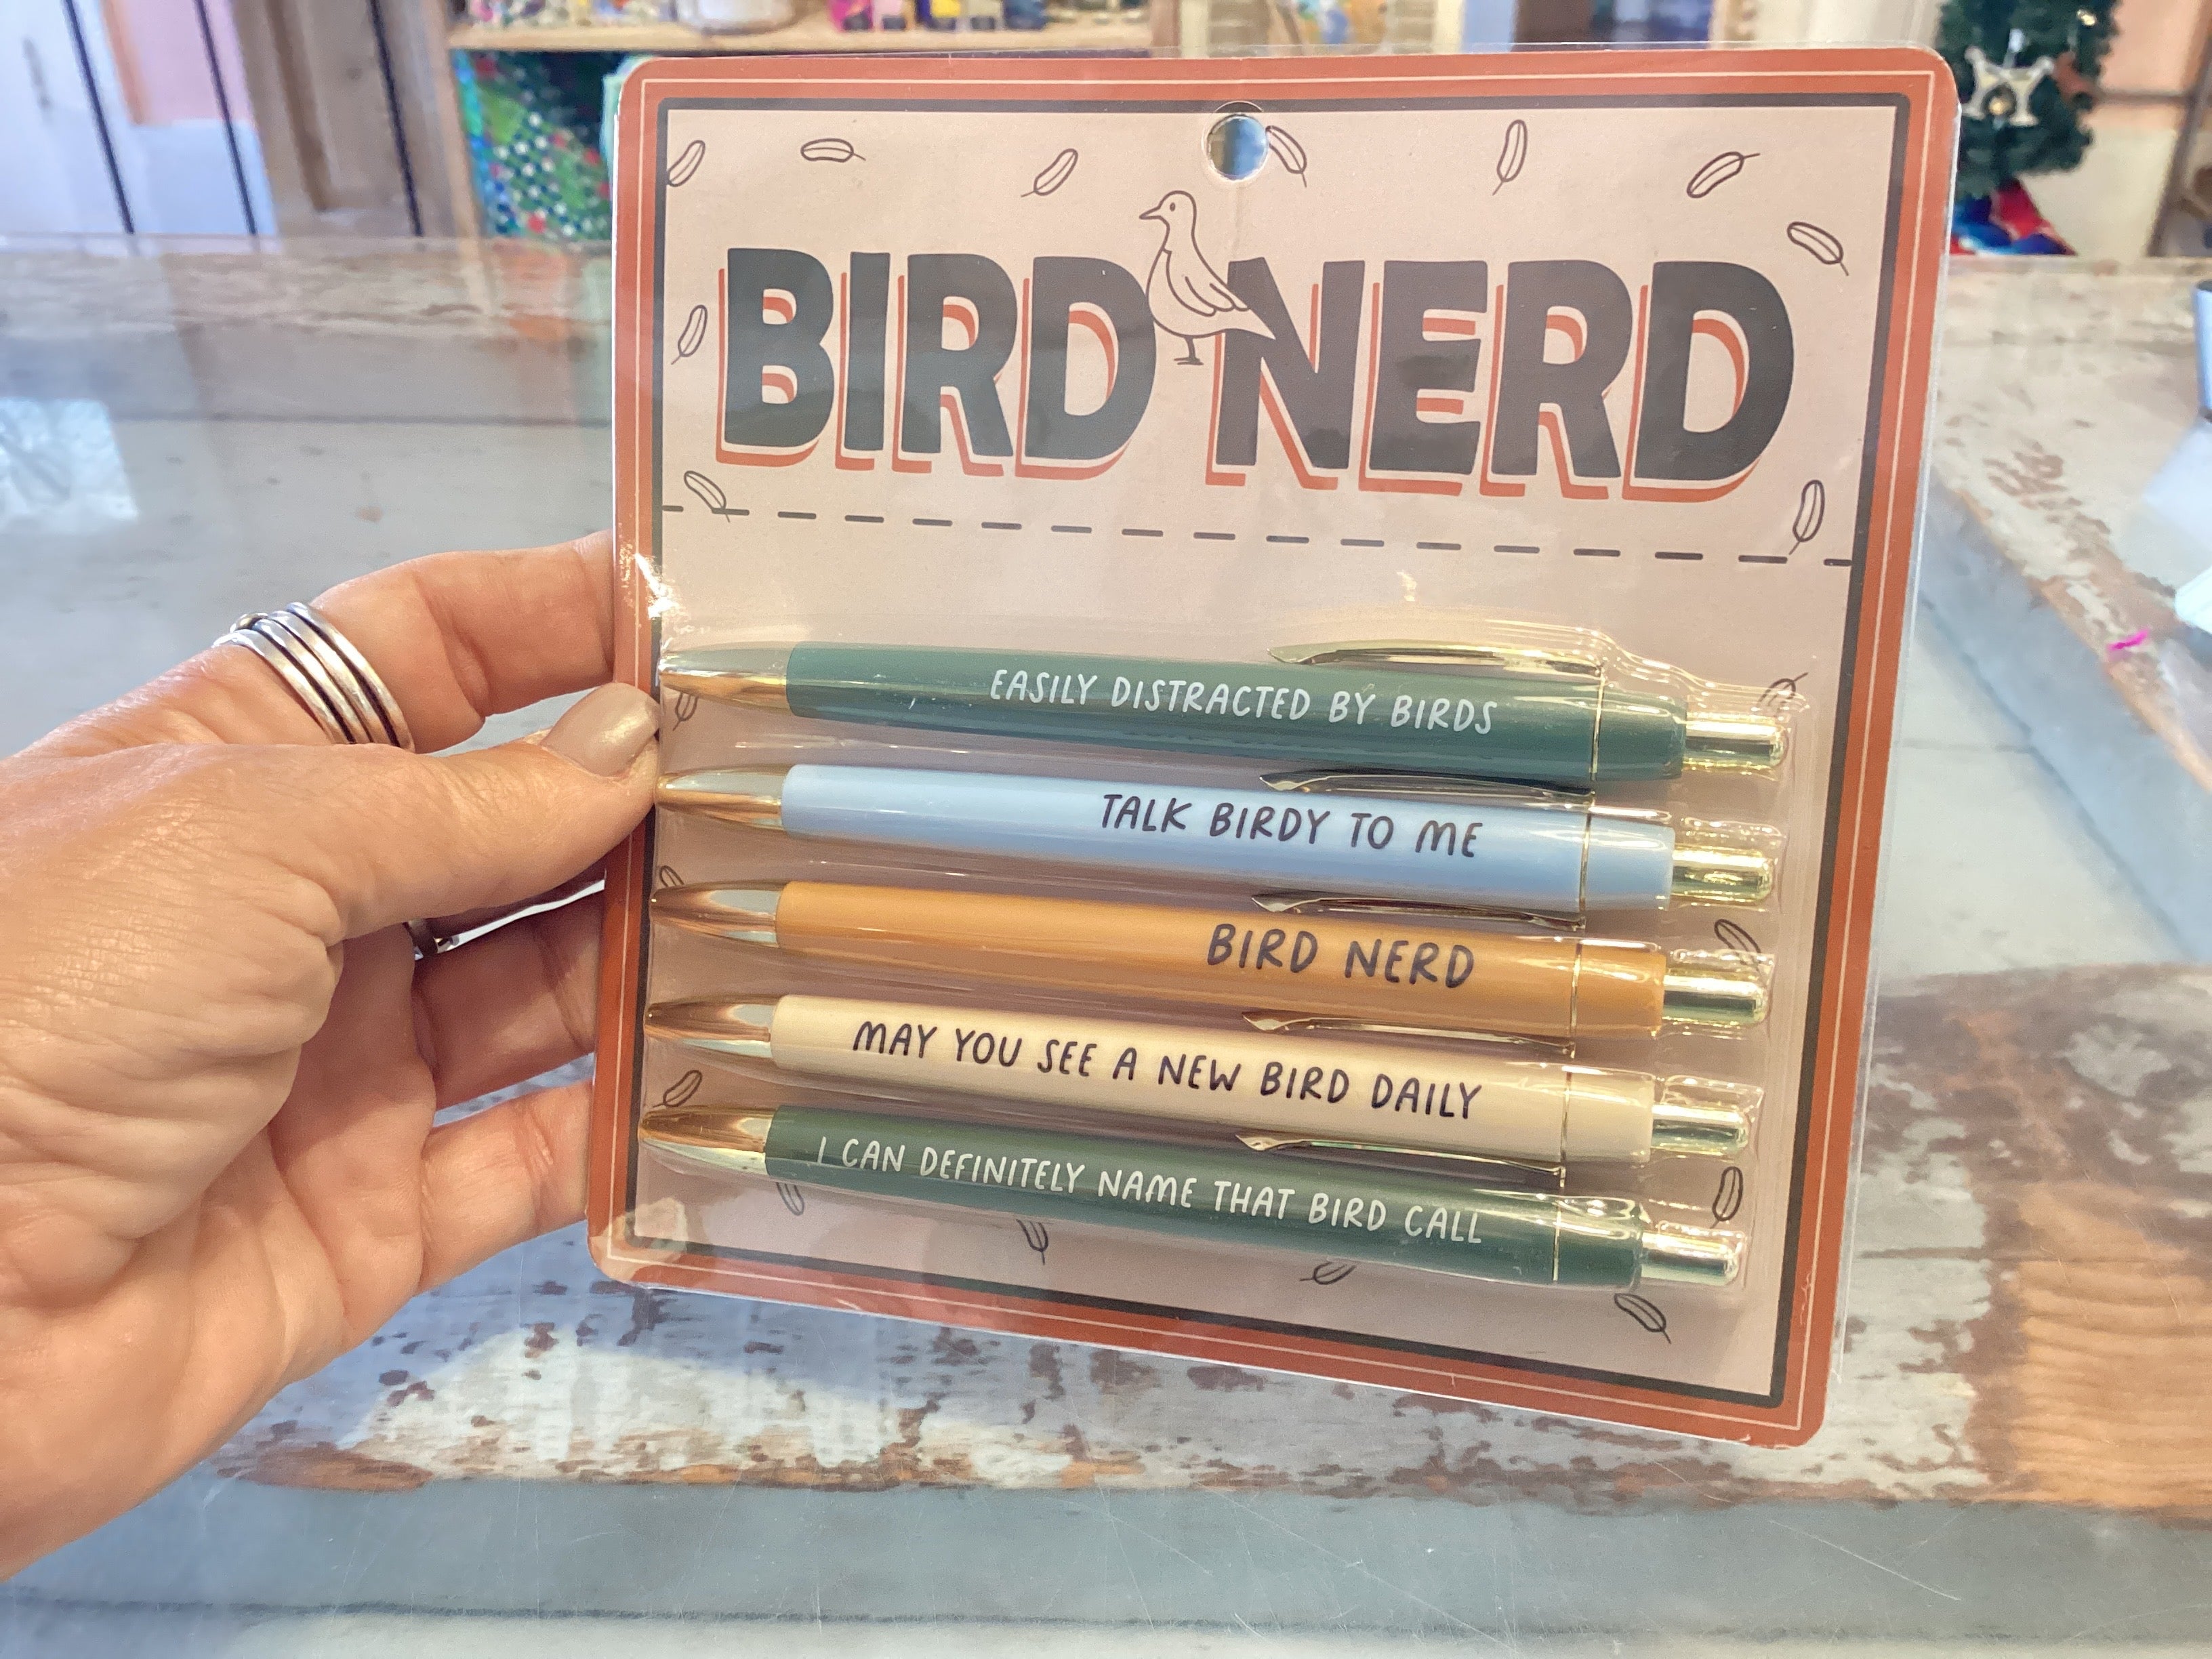 BIRD NERD
EASILY DISTRACTED BY BIRDS
TALK BIRDY TO ME
BIRD NERD
MAY YOU SEE A NEW BIRD DAILY
I CAN DEFINITELY NAME THAT BIRD CALL